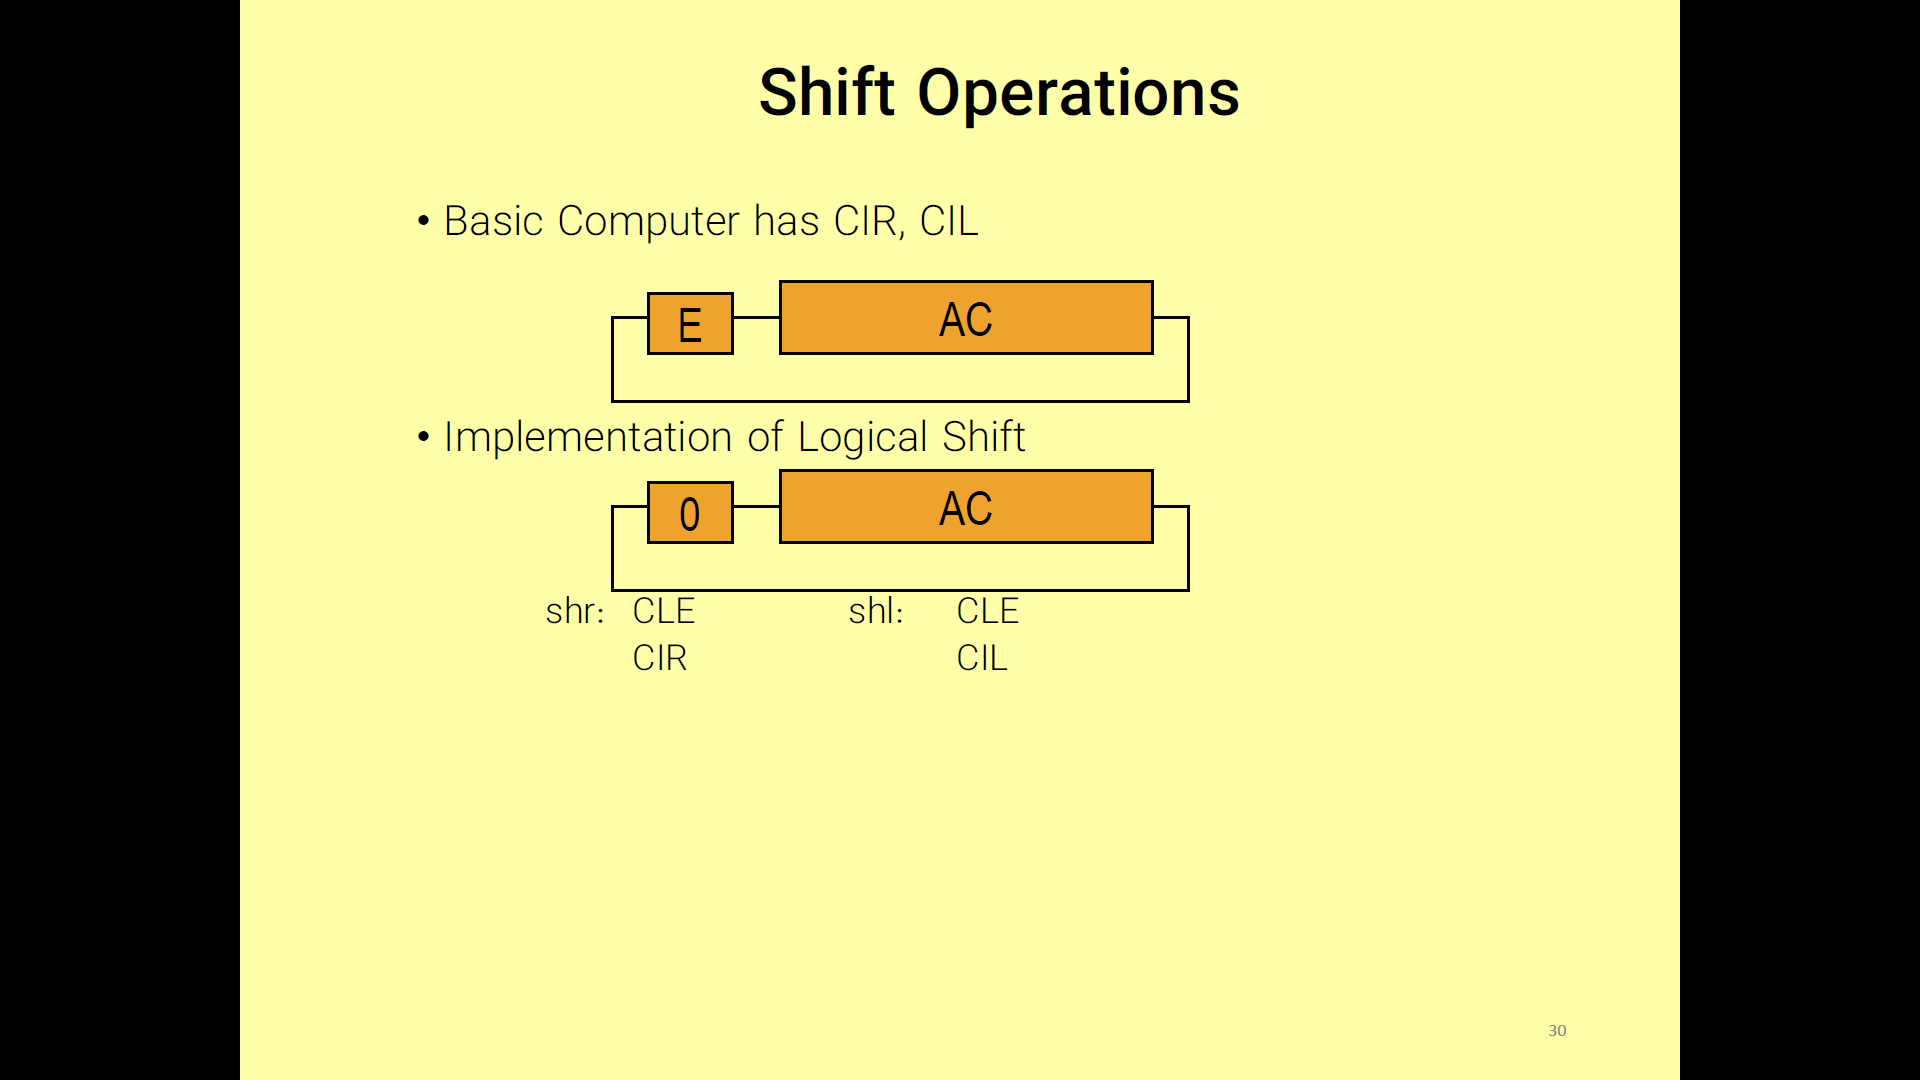 Shift Operations
• Basic Computer has CIR, CIL
E AC
• Implementation of Logical Shift
0 AC
shr: CLE shl: CLE
CIR CIL
30